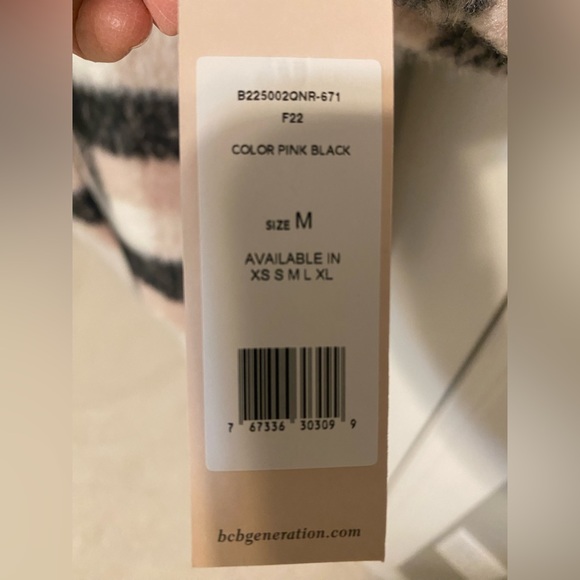 B225002QNR-671
F22
COLOR PINK BLACK
SIZE M
AVAILABLE IN
XS S M L XL
7 67336 30309 9
bcbgeneration.com